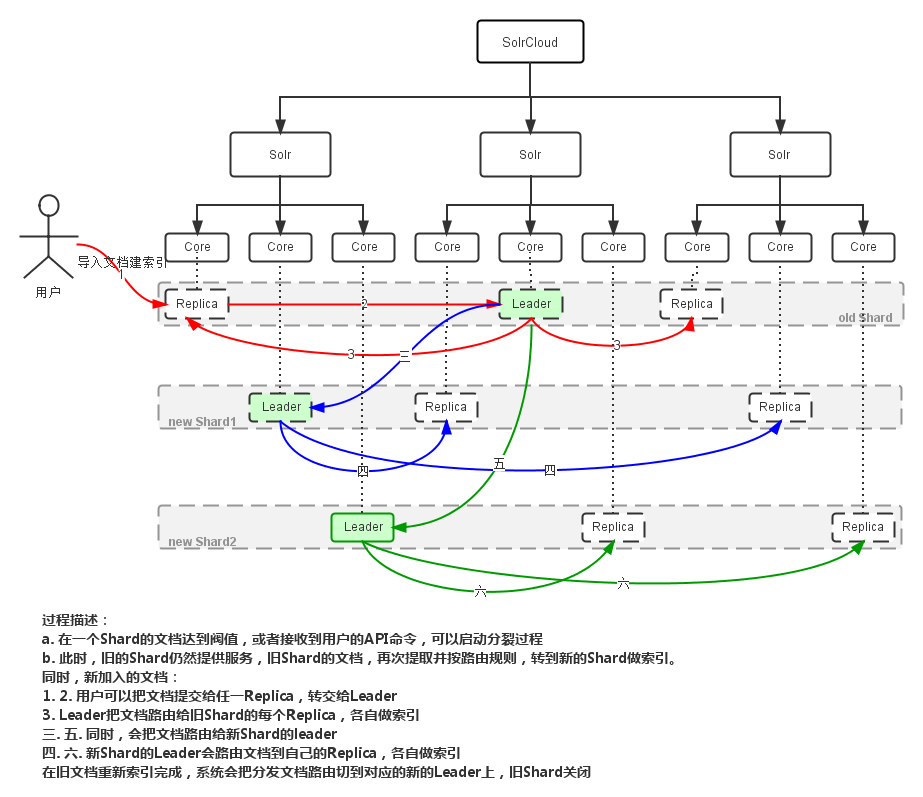 SolrCloud
Solr Solr Solr
Core Core Core Core Core Core Core Core Core
导入文档建索引
1
用户
Replica 2 Leader Replica
old Shard
3 三 3
Leader Replica Replica
new Shard1
四 五 四
Leader Replica Replica
new Shard2
六 六
过程描述：
a. 在一个Shard的文档达到阀值，或者接收到用户的API命令，可以启动分裂过程
b. 此时，旧的Shard仍然提供服务，旧Shard的文档，再次提取并按路由规则，转到新的Shard做索引。
同时，新加入的文档：
1. 2. 用户可以把文档提交给任一Replica，转交给Leader
3. Leader把文档路由给旧Shard的每个Replica，各自做索引
三. 五. 同时，会把文档路由给新Shard的leader
四. 六. 新Shard的Leader会路由文档到自己的Replica，各自做索引
在旧文档重新索引完成，系统会把分发文档路由切到对应的新的Leader上，旧Shard关闭